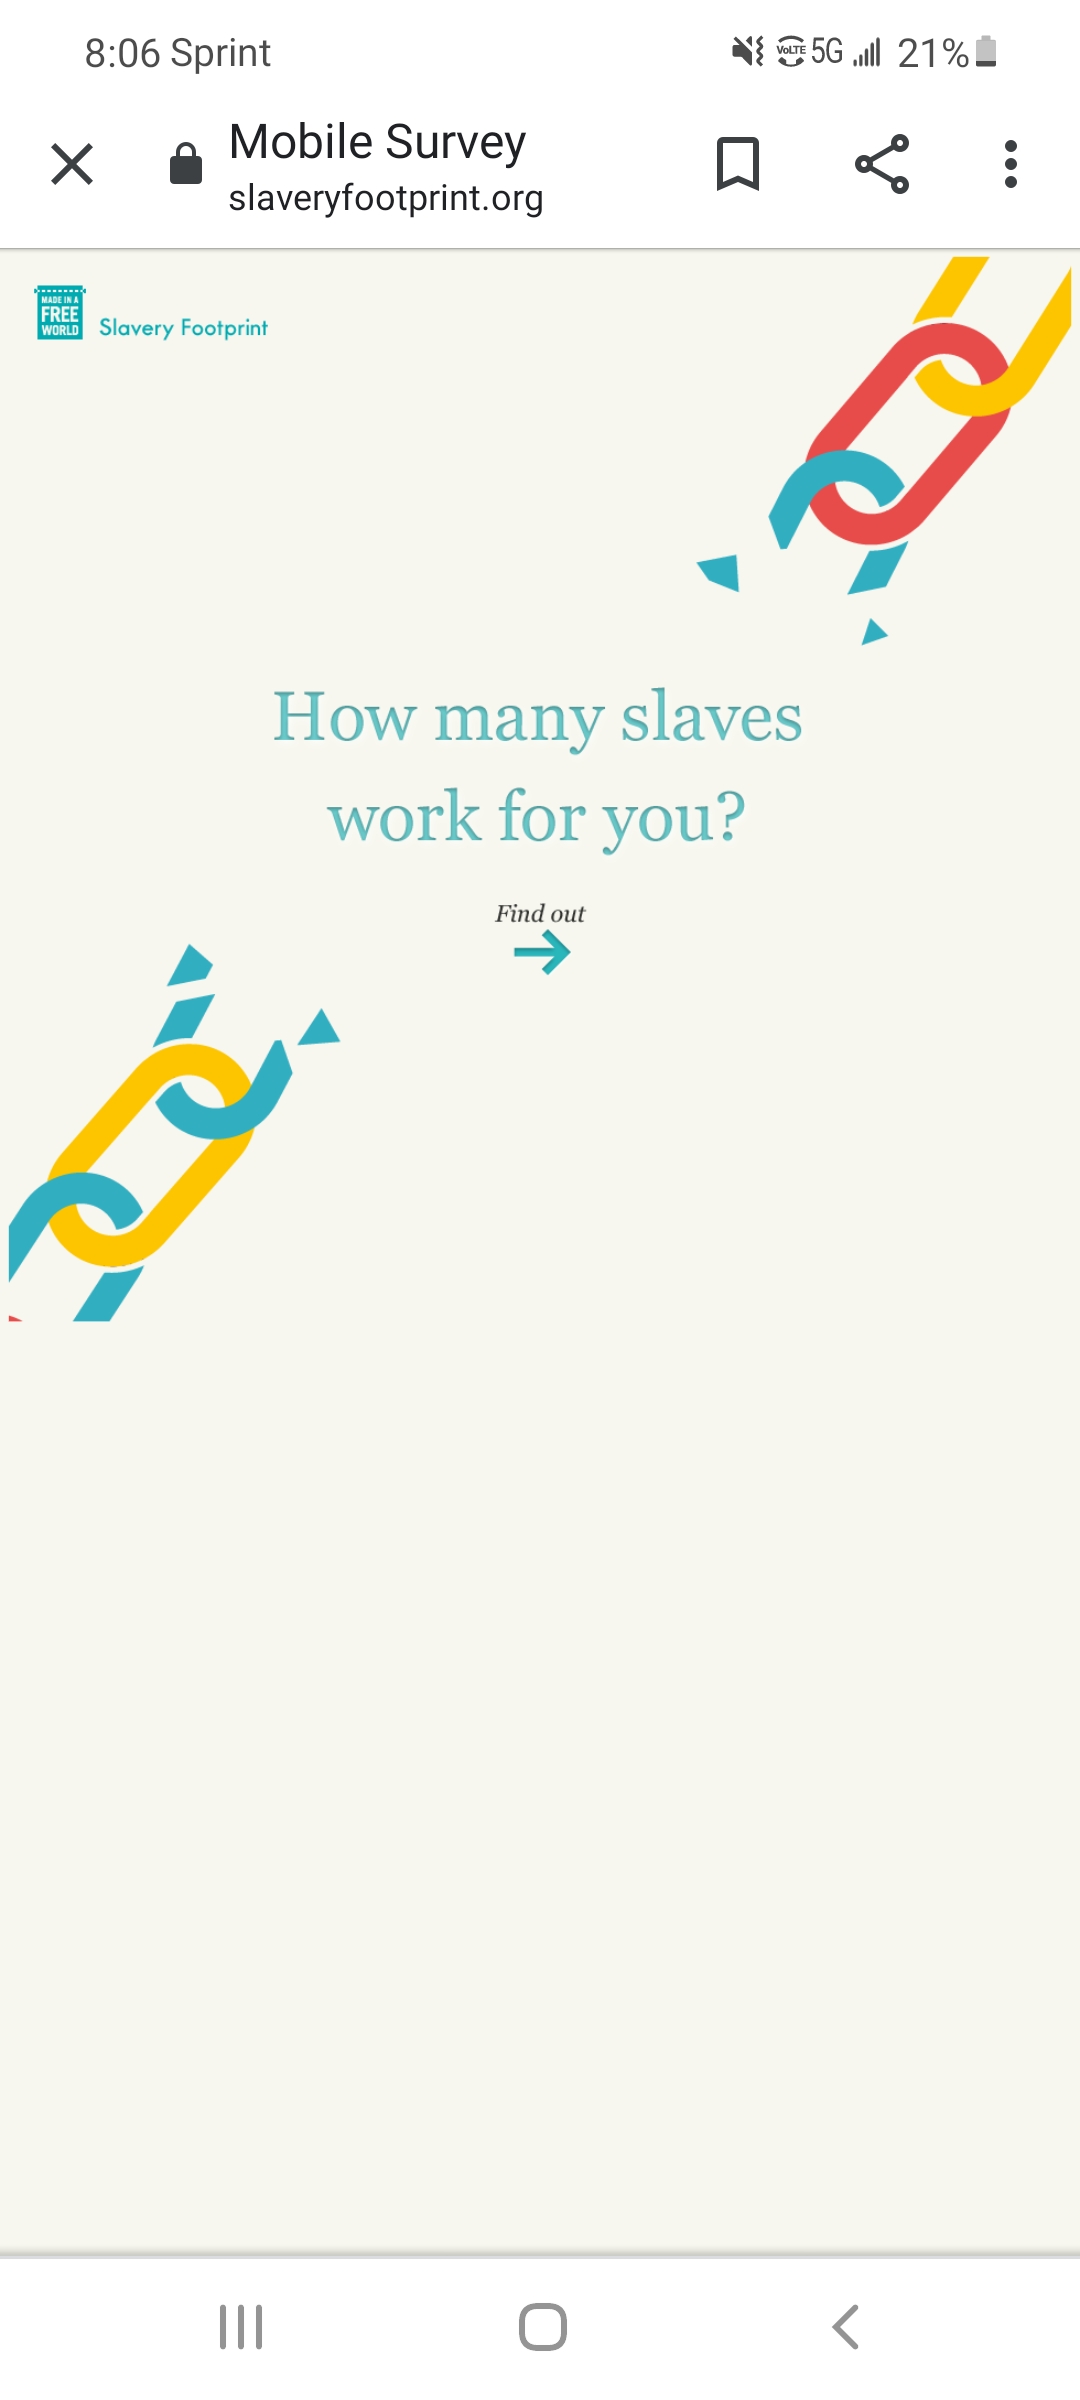 8:06 Sprint
VoLTE 5G 21%
Mobile Survey
slaveryfootprint.org
MADE IN A
FREE
WORLD
Slavery Footprint
How many slaves
work for you?
Find out